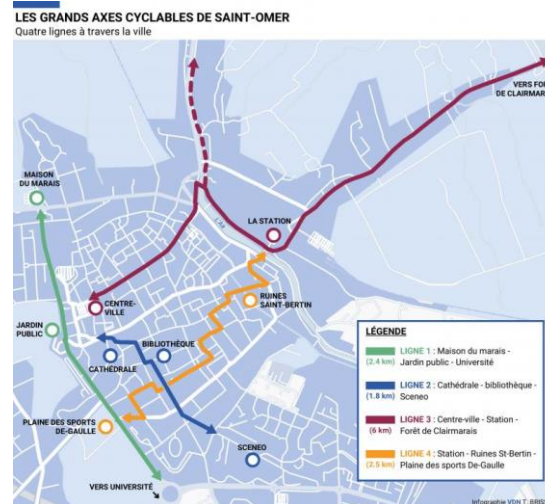 LES GRANDS AXES CYCLABLES DE SAINT-OMER
Quatre lignes à travers la ville
VERS
DE CLAIRMAR
MAISON
DU MARAIS
LA STATION
L'Aa
CENTRE-
VILLE
RUINES
SAINT-BERTIN
JARDIN
PUBLIC
BIBLIOTHÈQUE
CATHÉDRALE
PLAINE DES SPORTS
DE-GAULLE
SCENEO
VERS UNIVERSITÉ
LÉGENDE
LIGNE 1 : Maison du marais -
(2.4 km) Jardin public - Université
LIGNE 2 : Cathédrale - bibliothèque -
(1.8 km) Sceneo
LIGNE 3 : Centre-ville - Station -
(6 km) Forêt de Clairmarais
LIGNE 4 : Station - Ruines St-Bertin -
(2.5 km) Plaine des sports De-Gaulle
Infographie VDN T.